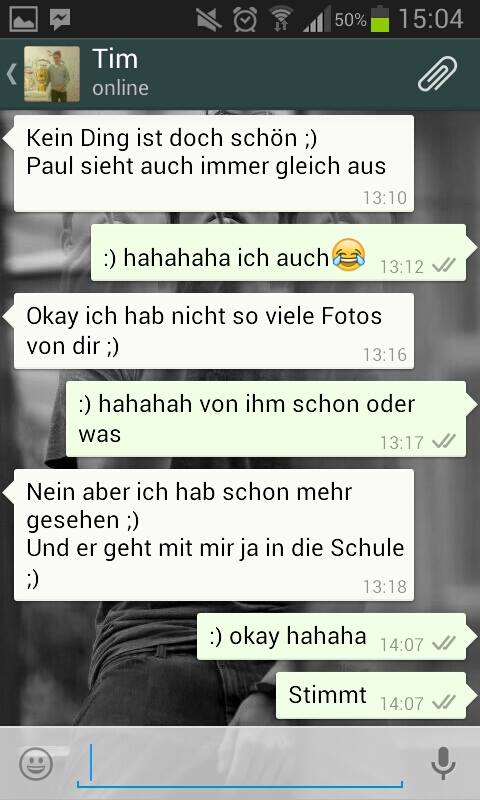 50% 15:04
Tim
online
Kein Ding ist doch schön ;)
Paul sieht auch immer gleich aus
13:10
:) hahahaha ich auch😂 13:12
Okay ich hab nicht so viele Fotos
von dir ;)
13:16
:) hahahah von ihm schon oder
was
13:17
Nein aber ich hab schon mehr
gesehen ;)
Und er geht mit mir ja in die Schule
;)
13:18
:) okay hahaha 14:07
Stimmt 14:07